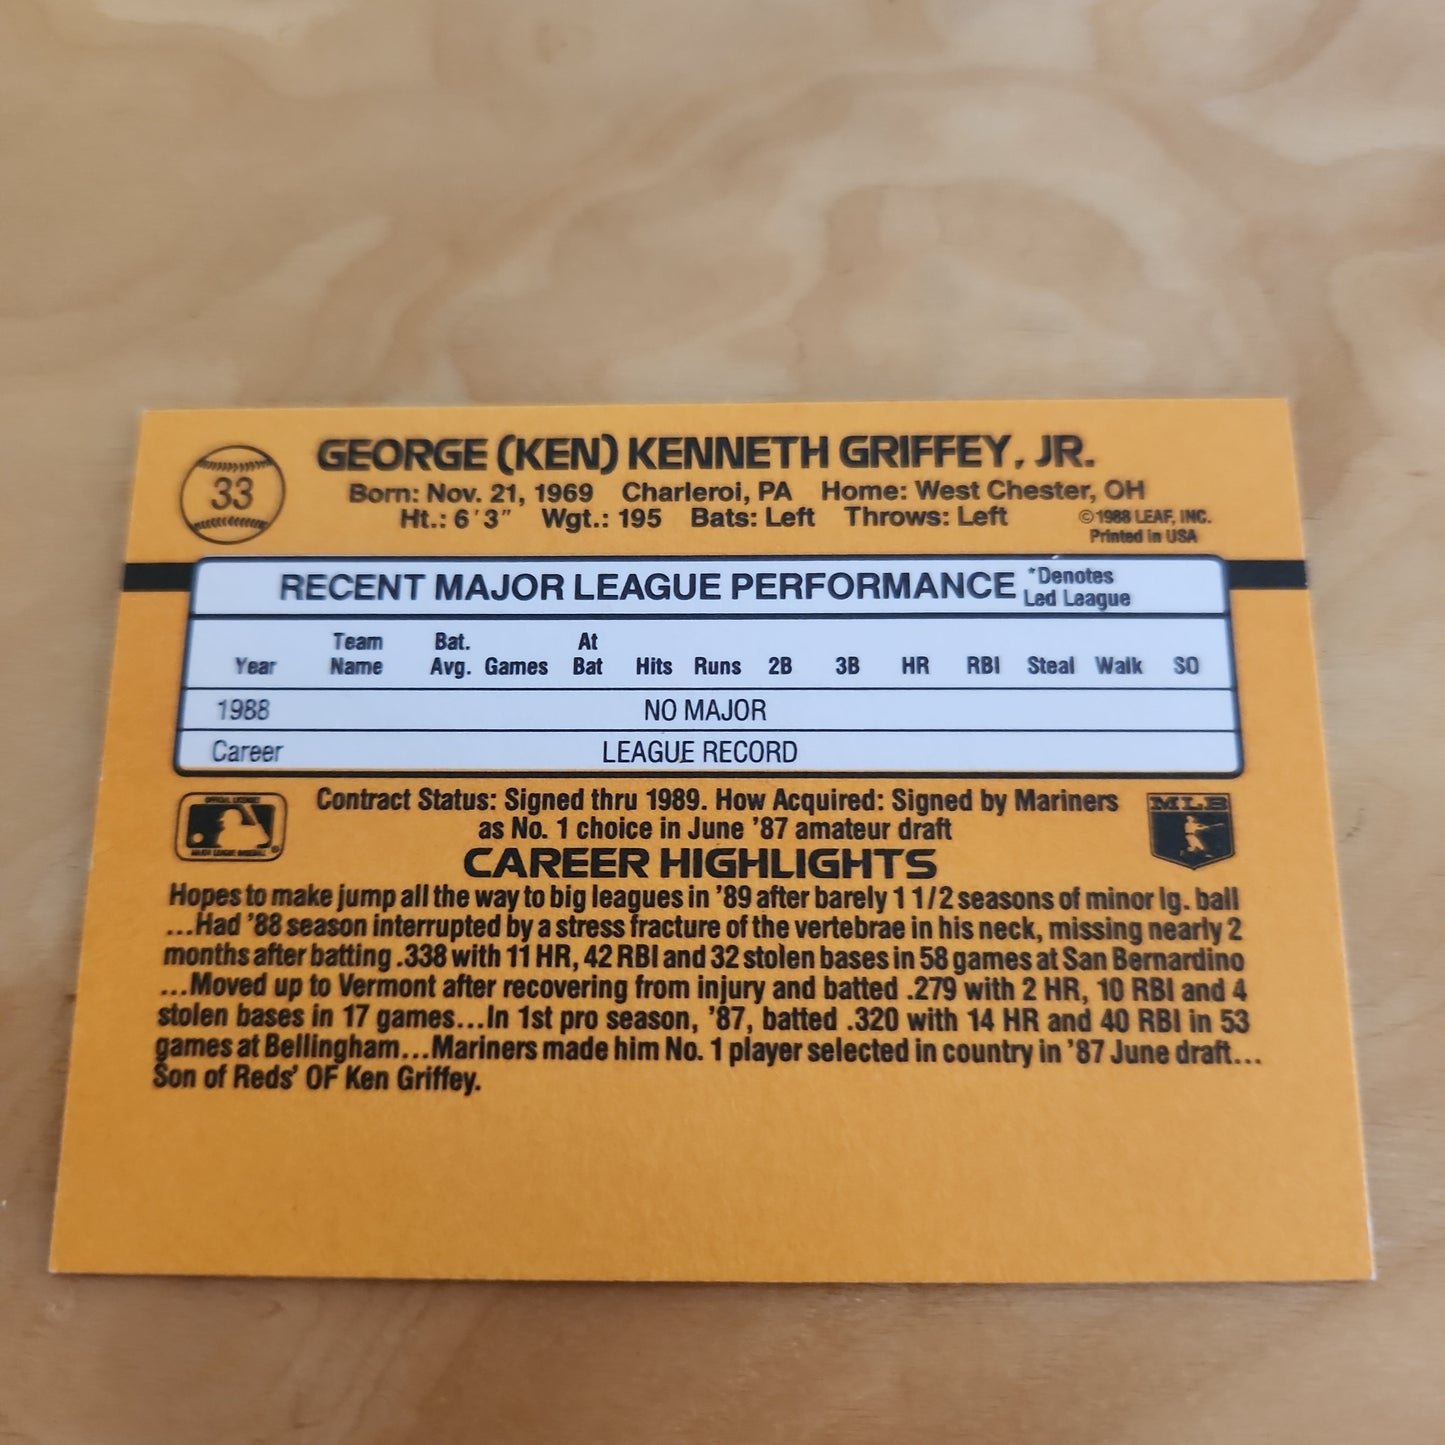 33
GEORGE (KEN) KENNETH GRIFFEY, JR.
Born: Nov. 21, 1969 Charleroi, PA Home: West Chester, OH
Ht.: 6'3" Wgt.: 195 Bats: Left Throws: Left
©1988 LEAF, INC.
Printed in USA
RECENT MAJOR LEAGUE PERFORMANCE *Denotes Led League
Year Team Name Bat. Avg. Games At Bat Hits Runs 2B 3B HR RBI Steal Walk SO
1988 NO MAJOR
Career LEAGUE RECORD
Contract Status: Signed thru 1989. How Acquired: Signed by Mariners
as No. 1 choice in June '87 amateur draft
MLB
CAREER HIGHLIGHTS
Hopes to make jump all the way to big leagues in '89 after barely 1 1/2 seasons of minor lg. ball
...Had '88 season interrupted by a stress fracture of the vertebrae in his neck, missing nearly 2
months after batting .338 with 11 HR, 42 RBI and 32 stolen bases in 58 games at San Bernardino
...Moved up to Vermont after recovering from injury and batted .279 with 2 HR, 10 RBI and 4
stolen bases in 17 games...In 1st pro season, '87, batted .320 with 14 HR and 40 RBI in 53
games at Bellingham...Mariners made him No. 1 player selected in country in '87 June draft...
Son of Reds' OF Ken Griffey.